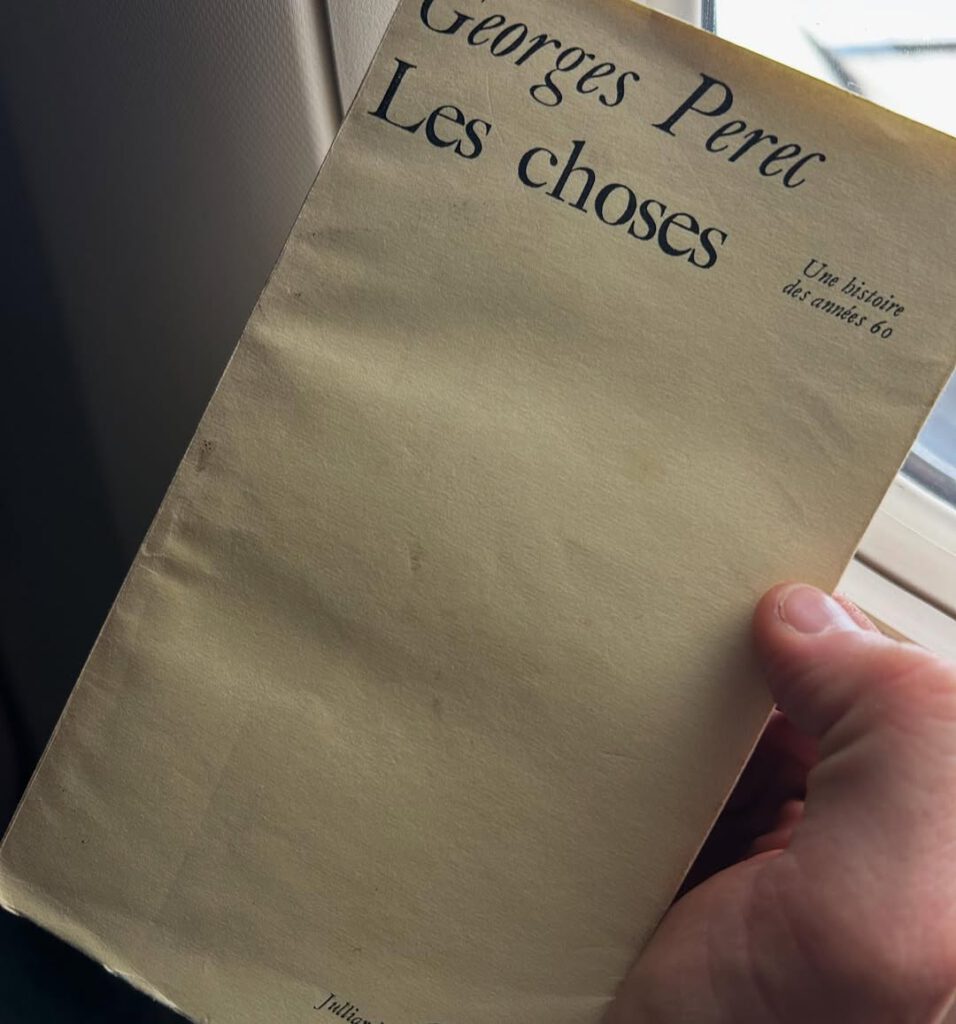 Georges Perec
Les choses
Une histoire
des années 60